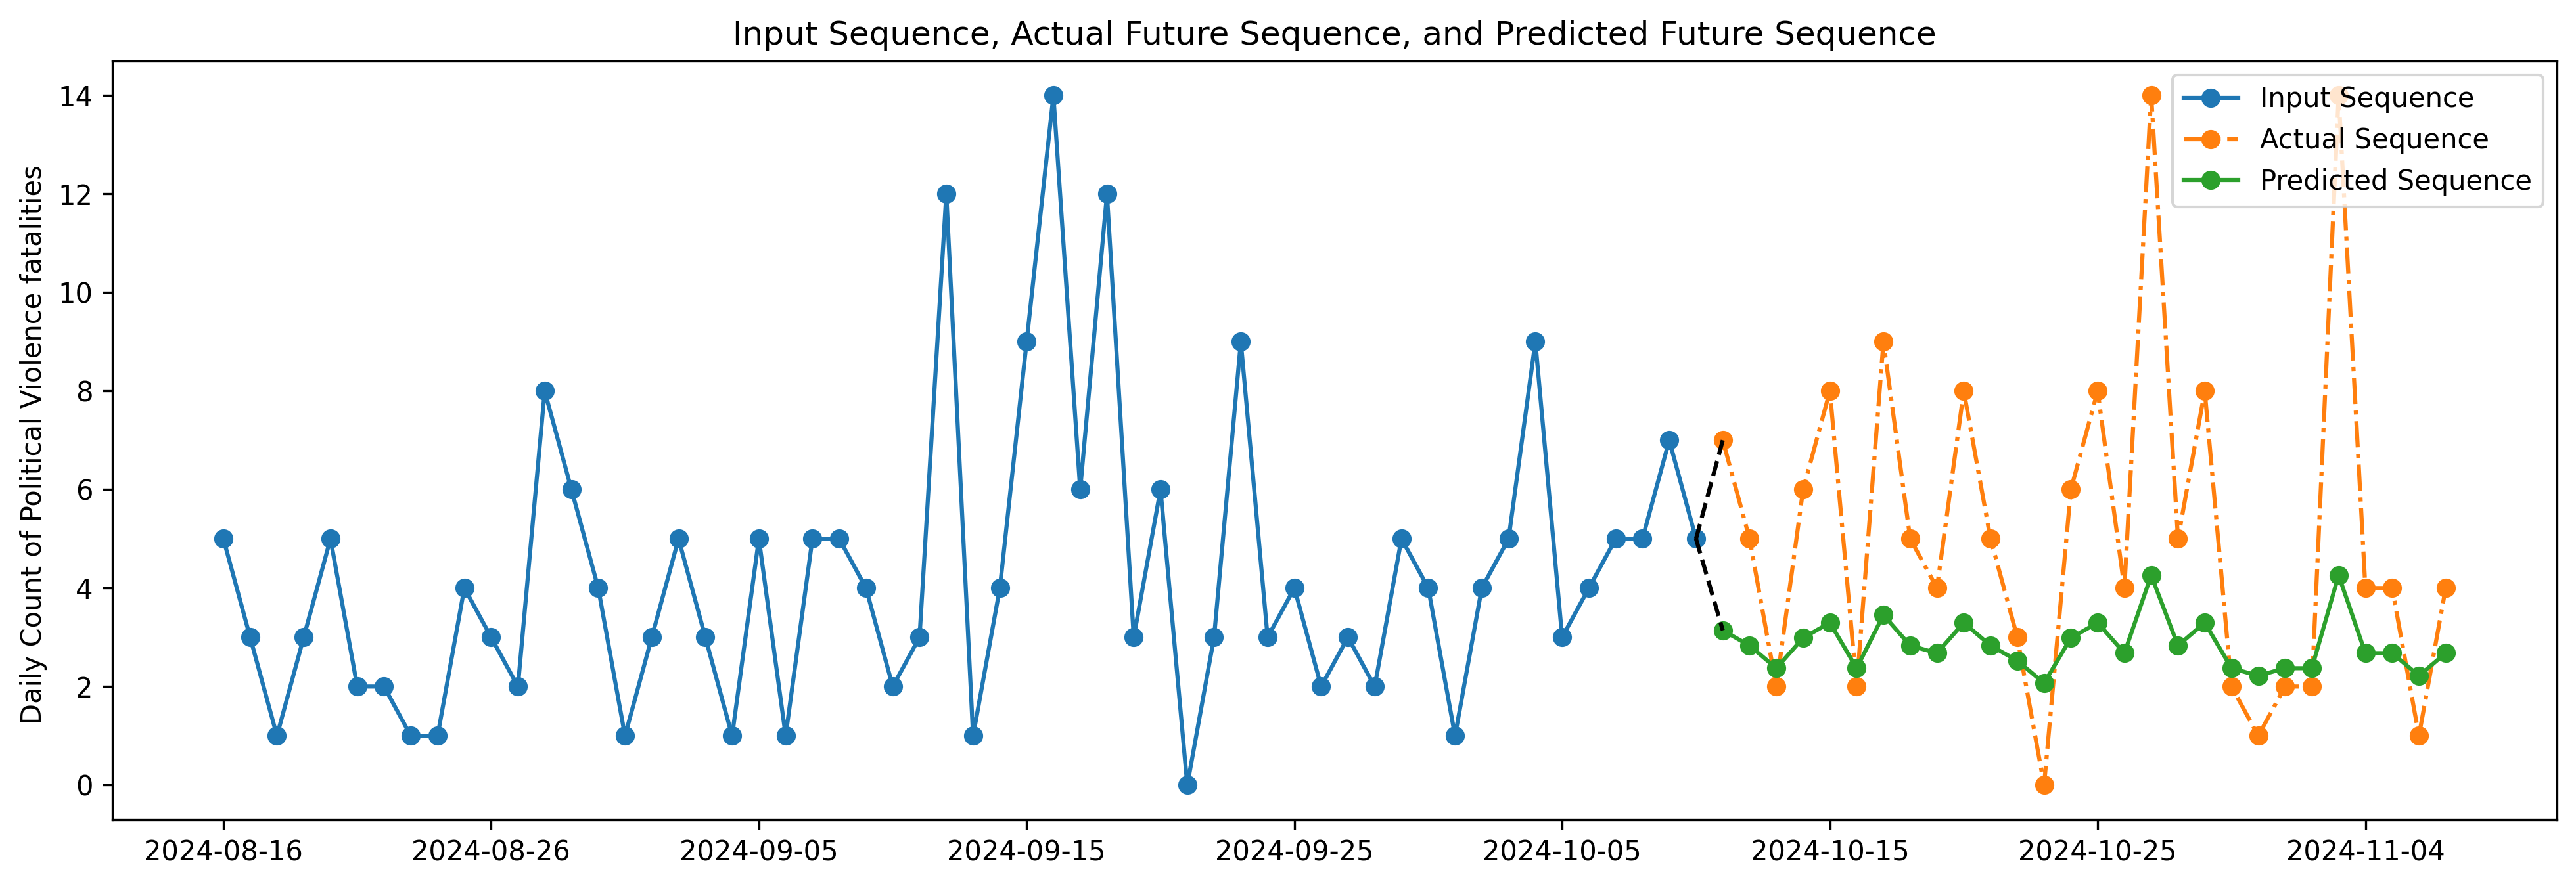 Input Sequence, Actual Future Sequence, and Predicted Future Sequence
Daily Count of Political Violence fatalities
14
12
10
8
6
4
2
0
Input Sequence
Actual Sequence
Predicted Sequence
2024-08-16 2024-08-26 2024-09-05 2024-09-15 2024-09-25 2024-10-05 2024-10-15 2024-10-25 2024-11-04